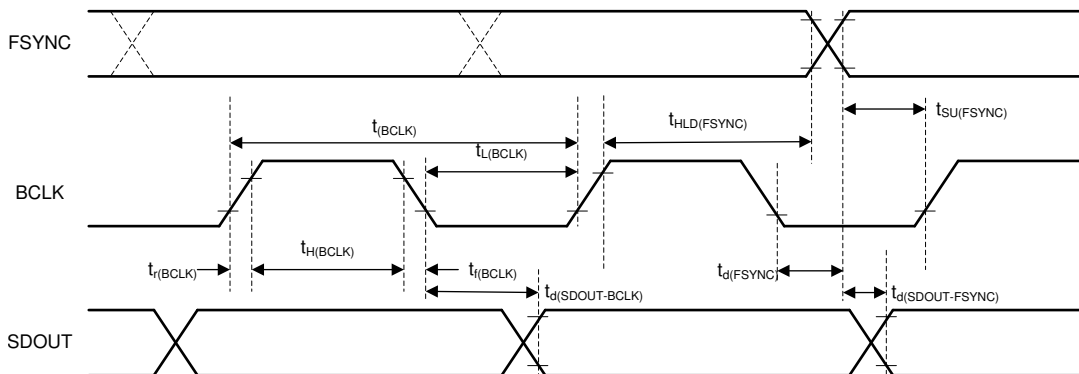 FSYNC
t(BCLK)
tL(BCLK)
tHLD(FSYNC)
tSU(FSYNC)
BCLK
tr(BCLK)
tH(BCLK)
tf(BCLK)
td(FSYNC)
td(SDOUT-BCLK)
td(SDOUT-FSYNC)
SDOUT